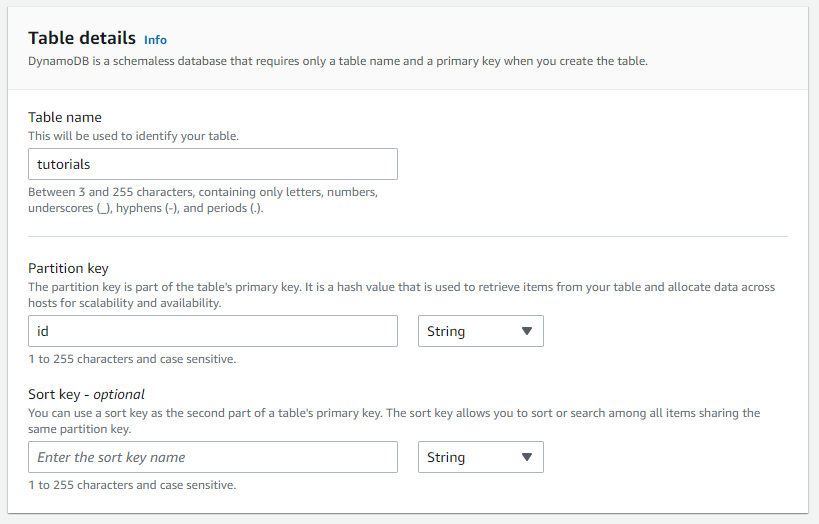 Table details Info
DynamoDB is a schemaless database that requires only a table name and a primary key when you create the table.
Table name
This will be used to identify your table.
tutorials
Between 3 and 255 characters, containing only letters, numbers,
underscores (_), hyphens (-), and periods (.).
Partition key
The partition key is part of the table's primary key. It is a hash value that is used to retrieve items from your table and allocate data across
hosts for scalability and availability.
id String
1 to 255 characters and case sensitive.
Sort key - optional
You can use a sort key as the second part of a table's primary key. The sort key allows you to sort or search among all items sharing the
same partition key.
Enter the sort key name String
1 to 255 characters and case sensitive.